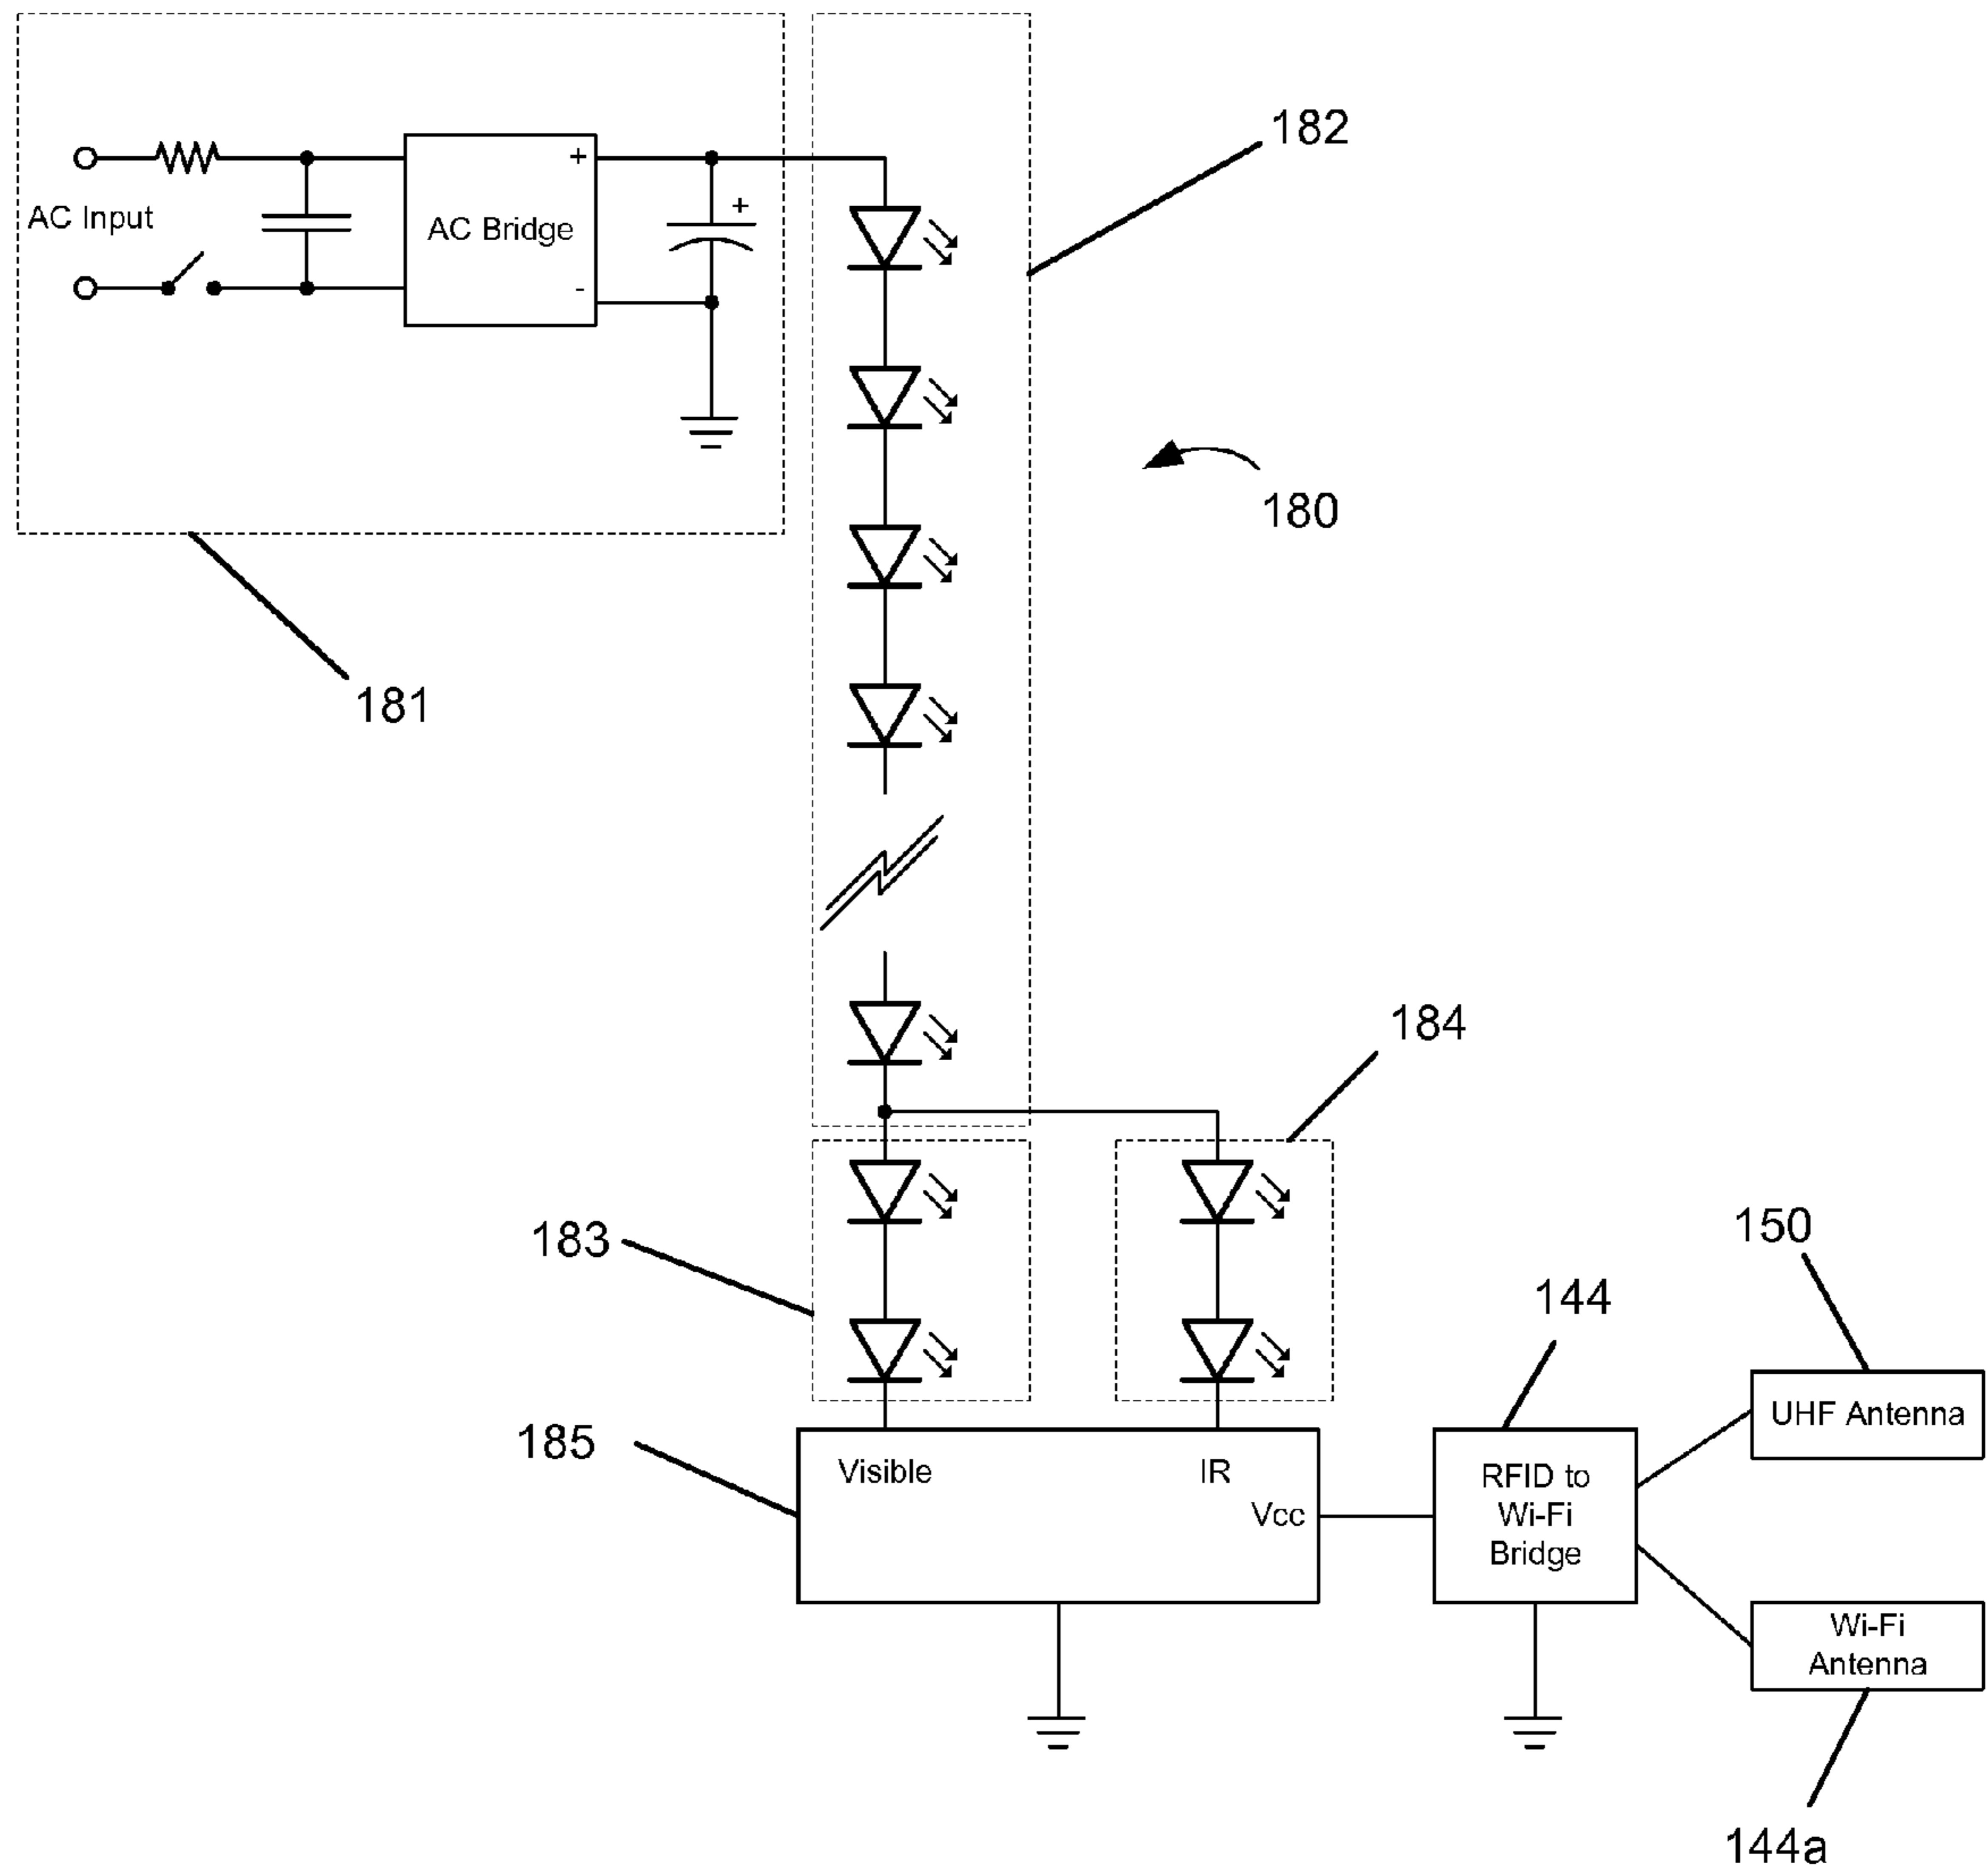 182
+
+
AC Input
AC Bridge
-
180
181
184
150
183
144
UHF Antenna
185
Visible
IR
RFID to
Wi-Fi
Bridge
Vcc
Wi-Fi
Antenna
144a